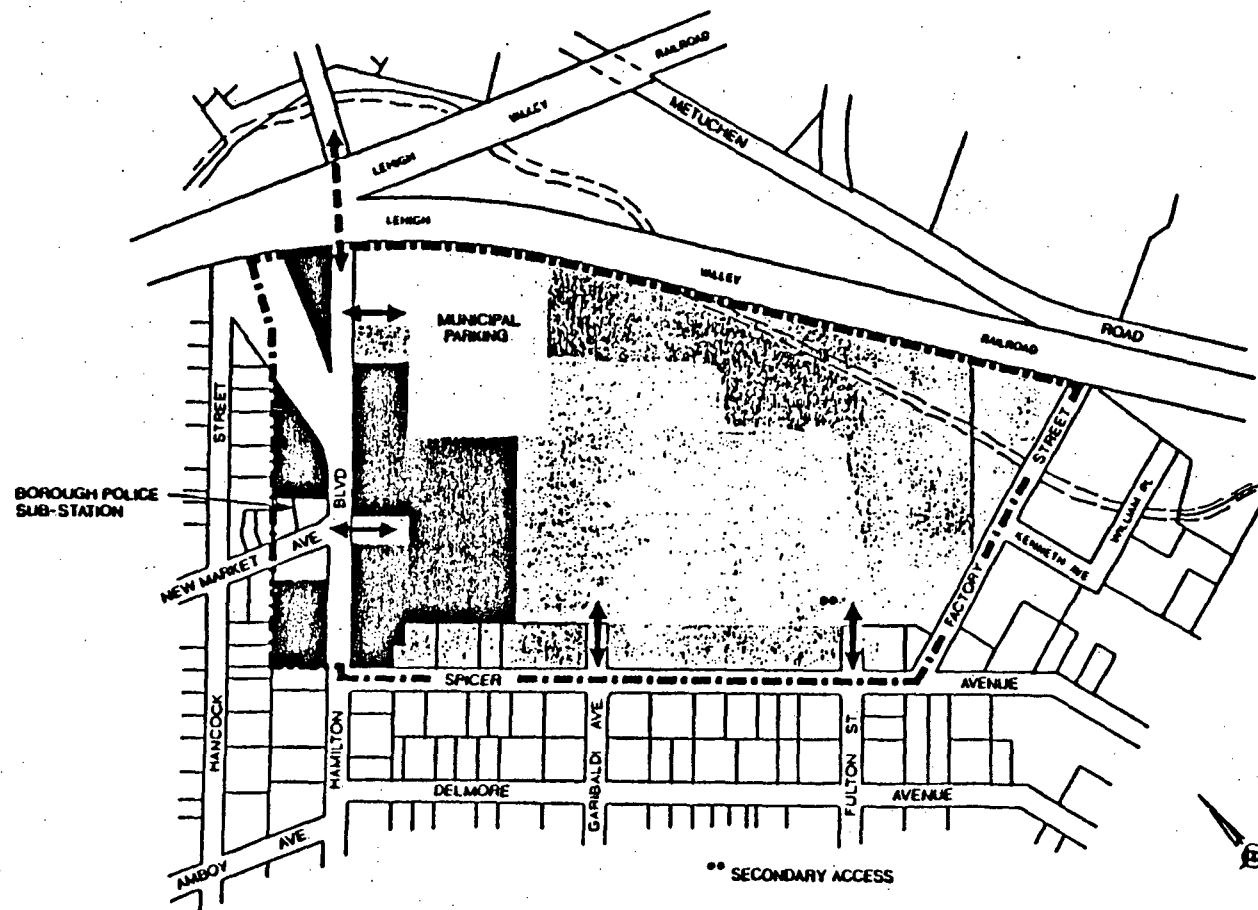 RAILROAD
VALLEY
LEHIGH
METUCHEN
ROAD
LEHIGH
VALLEY
RAILROAD
MUNICIPAL
PARKING
STREET
BLVD
BOROUGH POLICE
SUB-STATION
NEW MARKET AVE.
STREET
FACTORY
WILLIAM PL.
KENNETH AVE
**
SPICER
AVENUE
HANCOCK
HAMILTON
GARIBALDI AVE.
FULTON ST.
DELMORE
AVENUE
AMBOY AVE.
** SECONDARY ACCESS